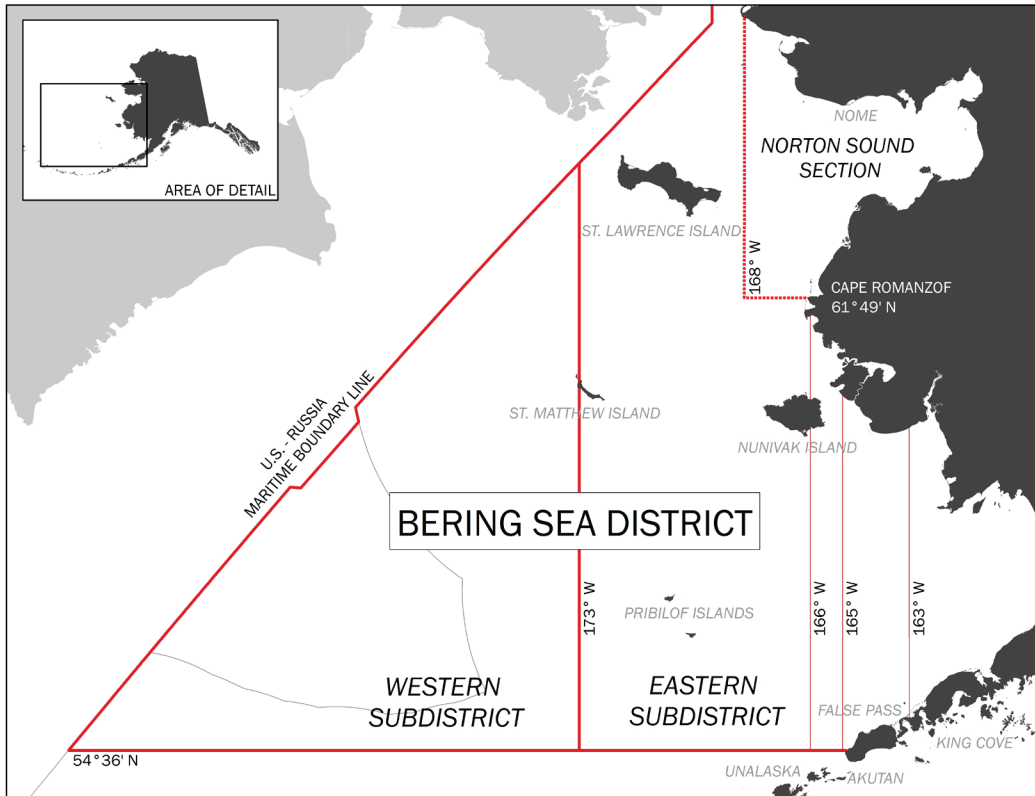 AREA OF DETAIL
NOME
NORTON SOUND
SECTION
ST. LAWRENCE ISLAND
168° W
CAPE ROMANZOF
61°49' N
U.S. - RUSSIA
MARITIME BOUNDARY LINE
ST. MATTHEW ISLAND
NUNIVAK ISLAND
BERING SEA DISTRICT
173° W
PRIBILOF ISLANDS
166° W
165° W
163° W
WESTERN
SUBDISTRICT
EASTERN
SUBDISTRICT
FALSE PASS
KING COVE
54°36' N
UNALASKA
AKUTAN